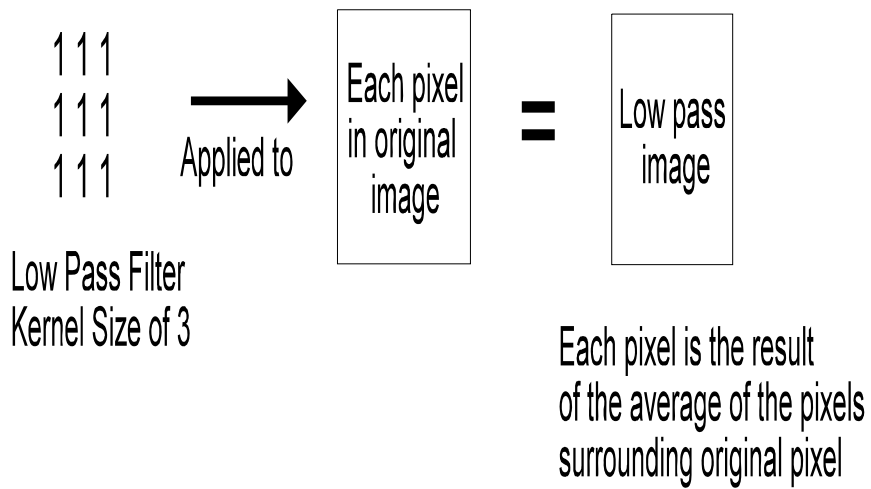 1 1 1
1 1 1
1 1 1
Applied to
Each pixel
in original
image
=
Low pass
image
Low Pass Filter
Kernel Size of 3
Each pixel is the result
of the average of the pixels
surrounding original pixel